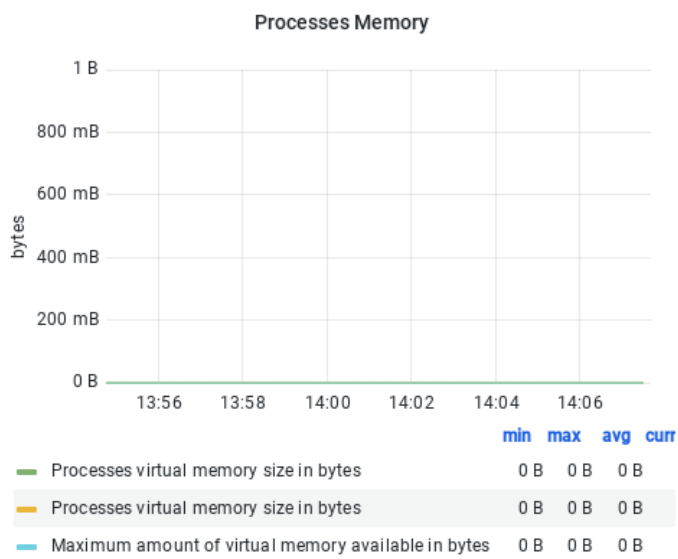 Processes Memory
1 B
800 mB
600 mB
400 mB
200 mB
0 B
bytes
13:56 13:58 14:00 14:02 14:04 14:06
min max avg curr
Processes virtual memory size in bytes 0 B 0 B 0 B
Processes virtual memory size in bytes 0 B 0 B 0 B
Maximum amount of virtual memory available in bytes 0 B 0 B 0 B